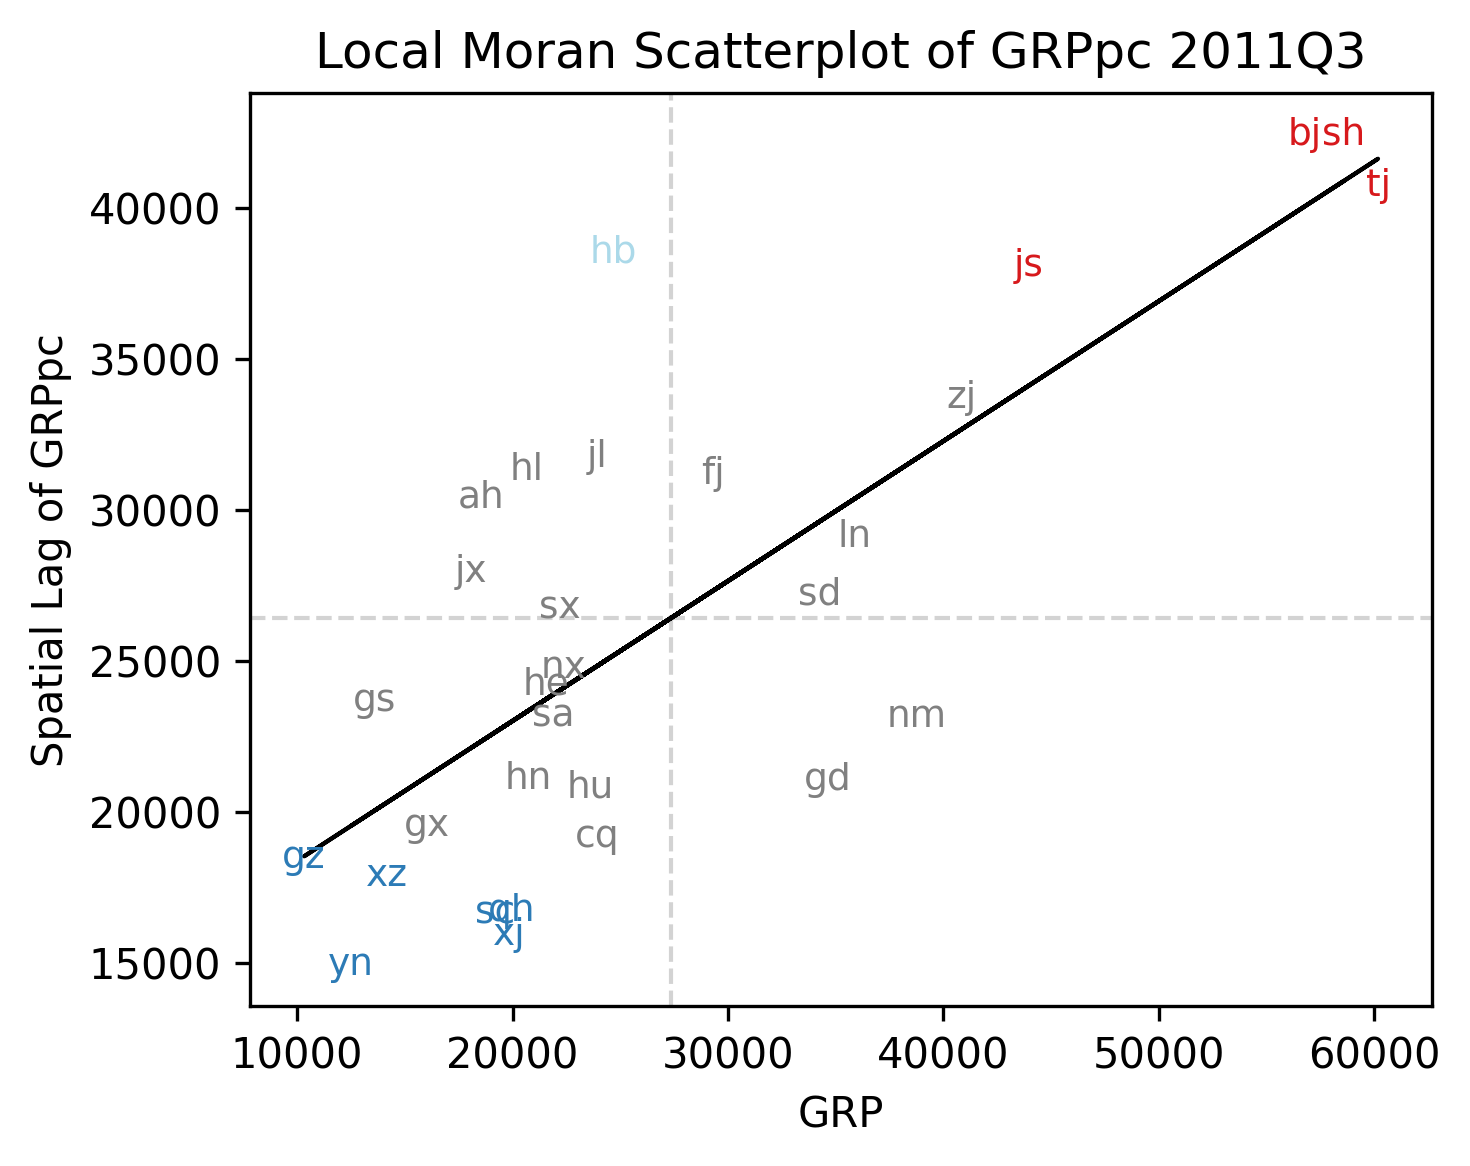 Local Moran Scatterplot of GRPpc 2011Q3
bjsh
tj
40000
hb
js
35000
zj
jl
hl
fj
ah
30000
ln
jx
sd
sx
nx
25000
he
gs
sa
nm
hn
hu
gd
20000
gx
cq
gz
xz
sc
qh
xj
yn
15000
Spatial Lag of GRPpc
10000 20000 30000 40000 50000 60000
GRP